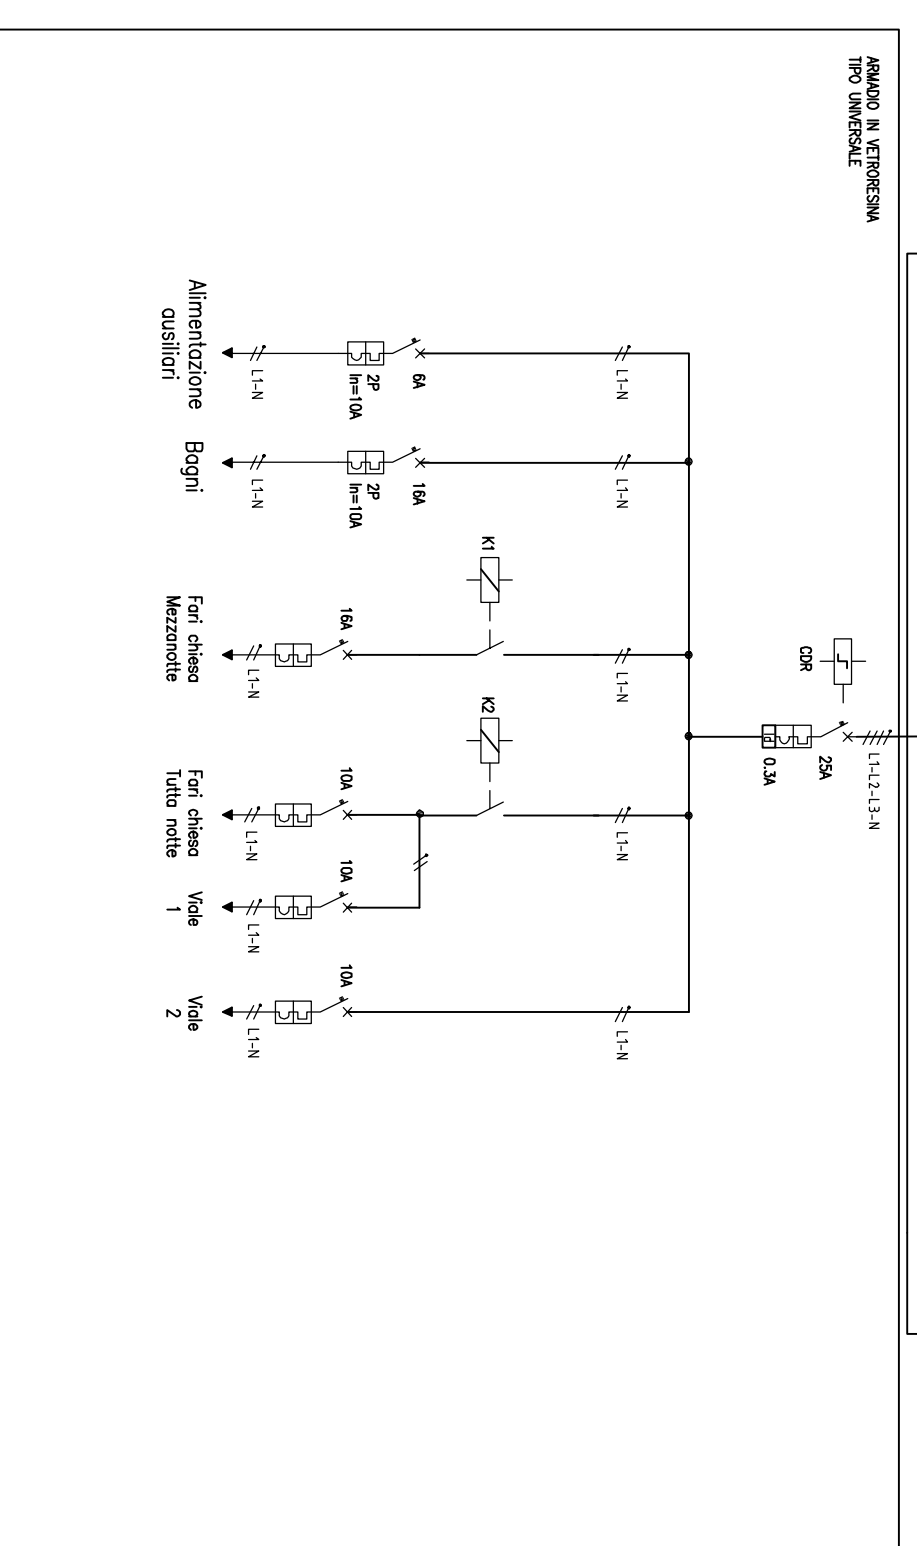 ARMADIO IN VETRORESINA
TIPO UNIVERSALE
L1-L2-L3-N
25A
CDR
0.3A
L1-N
L1-N
L1-N
L1-N
L1-N
K1
K2
6A
2P
In=10A
16A
2P
In=10A
16A
10A
10A
10A
L1-N
L1-N
L1-N
L1-N
L1-N
L1-N
Alimentazione
ausiliari
Bagni
Fari chiesa
Mezzanotte
Fari chiesa
Tutta notte
Viale
1
Viale
2